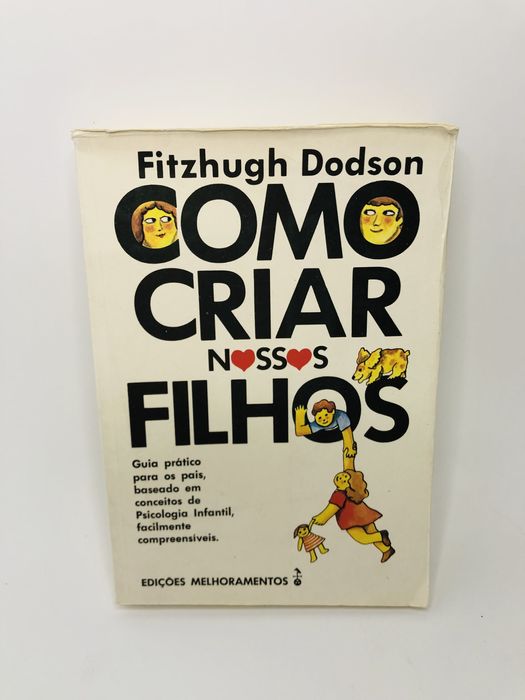 Fitzhugh Dodson
COMO
CRIAR
NOSSOS
FILHOS
Guia prático
para os pais,
baseado em
conceitos de
Psicologia Infantil,
facilmente
compreensíveis.
EDIÇÕES MELHORAMENTOS